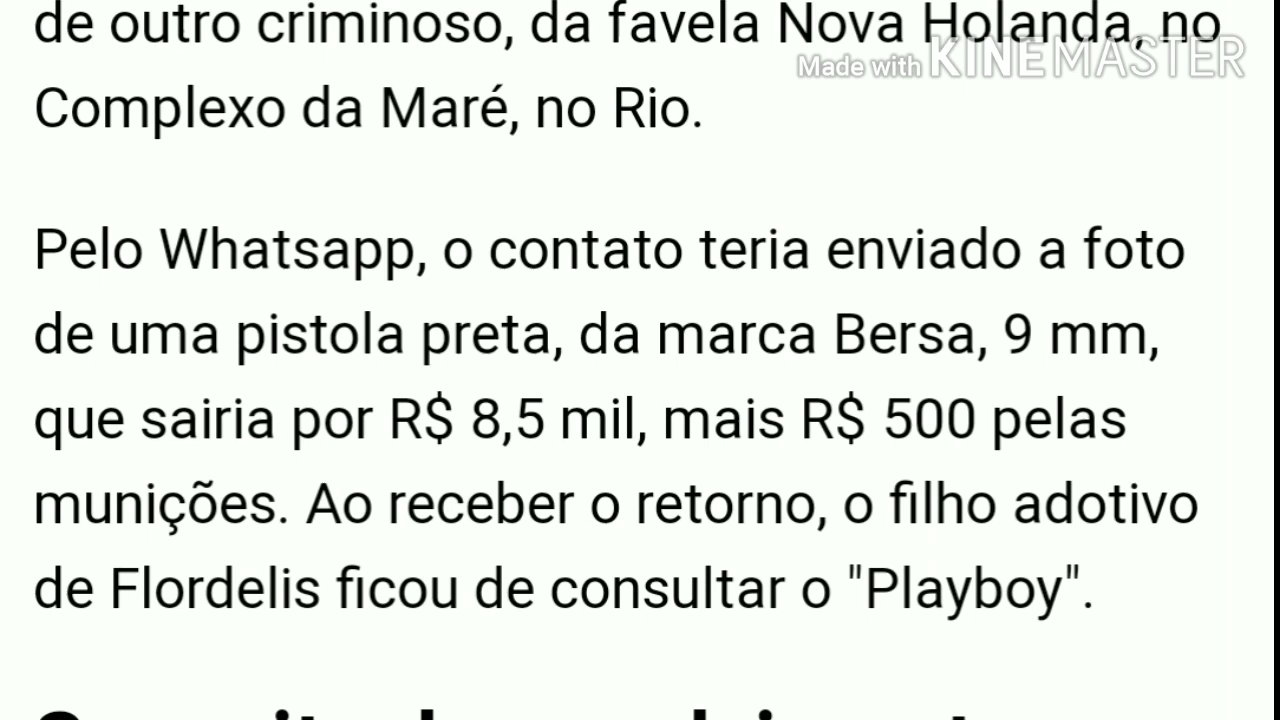 de outro criminoso, da favela Nova Holanda, no
Made with KINEMASTER
Complexo da Maré, no Rio.
Pelo Whatsapp, o contato teria enviado a foto
de uma pistola preta, da marca Bersa, 9 mm,
que sairia por R$ 8,5 mil, mais R$ 500 pelas
munições. Ao receber o retorno, o filho adotivo
de Flordelis ficou de consultar o "Playboy".